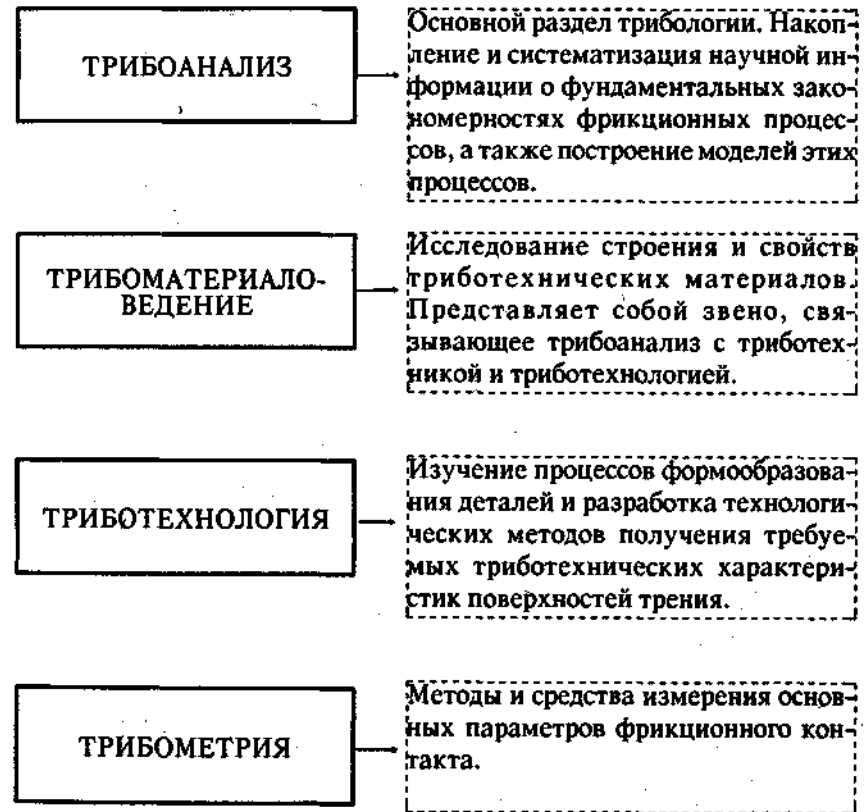 ТРИБОАНАЛИЗ
Основной раздел трибологии. Накоп-
ление и систематизация научной ин-
формации о фундаментальных зако-
номерностях фрикционных процес-
сов, а также построение моделей этих
процессов.
ТРИБОМАТЕРИАЛО-
ВЕДЕНИЕ
Исследование строения и свойств
триботехнических материалов.
Представляет собой звено, свя-
зывающее трибоанализ с триботех-
никой и триботехнологией.
ТРИБОТЕХНОЛОГИЯ
Изучение процессов формообразова-
ния деталей и разработка технологи-
ческих методов получения требуе-
мых триботехнических характери-
стик поверхностей трения.
ТРИБОМЕТРИЯ
Методы и средства измерения основ-
ных параметров фрикционного кон-
такта.